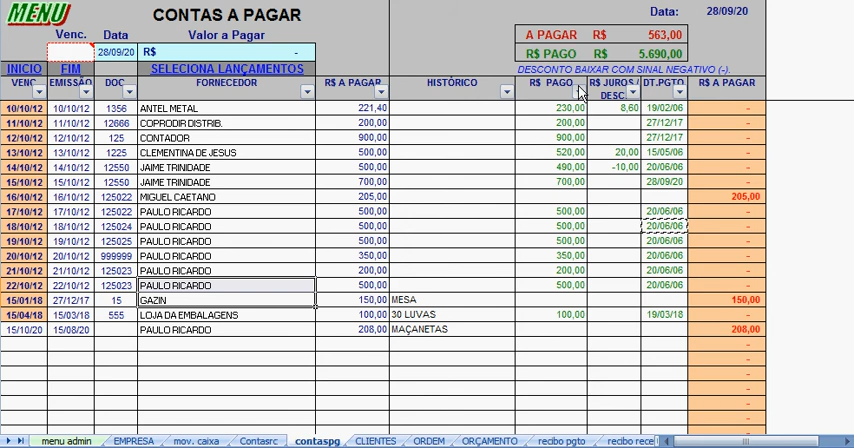 MENU CONTAS A PAGAR Data: 28/09/20
Venc. Data Valor a Pagar A PAGAR R$ 563,00
28/09/20 R$ - R$ PAGO R$ 5.690,00
INICIO FIM SELECIONA LANÇAMENTOS DESCONTO BAIXAR COM SINAL NEGATIVO (-).
VENC EMISSÃO DOC FORNECEDOR R$ A PAGAR HISTÓRICO R$ PAGO R$ JUROS / DESC. DT.PGTO R$ A PAGAR
10/10/12 10/10/12 1356 ANTEL METAL 221,40 230,00 8,60 19/02/06 -
11/10/12 11/10/12 12666 COPRODIR DISTRIB. 200,00 200,00 27/12/17 -
12/10/12 12/10/12 125 CONTADOR 900,00 900,00 27/12/17 -
13/10/12 13/10/12 1225 CLEMENTINA DE JESUS 500,00 520,00 20,00 15/05/06 -
14/10/12 14/10/12 12550 JAIME TRINIDADE 500,00 490,00 -10,00 20/06/06 -
15/10/12 15/10/12 12550 JAIME TRINIDADE 700,00 700,00 28/09/20 -
16/10/12 16/10/12 125022 MIGUEL CAETANO 205,00 205,00
17/10/12 17/10/12 125022 PAULO RICARDO 500,00 500,00 20/06/06 -
18/10/12 18/10/12 125024 PAULO RICARDO 500,00 500,00 20/06/06 -
19/10/12 19/10/12 125025 PAULO RICARDO 500,00 500,00 20/06/06 -
20/10/12 20/10/12 999999 PAULO RICARDO 350,00 350,00 20/06/06 -
21/10/12 21/10/12 125023 PAULO RICARDO 200,00 200,00 20/06/06 -
22/10/12 22/10/12 125023 PAULO RICARDO 500,00 500,00 20/06/06 -
15/01/18 27/12/17 15 GAZIN 150,00 MESA 150,00
15/04/18 15/03/18 555 LOJA DA EMBALAGENS 100,00 30 LUVAS 100,00 19/03/18 -
15/10/20 15/08/20 PAULO RICARDO 208,00 MAÇANETAS 208,00
-
-
-
-
-
-
-
menu admin EMPRESA mov. caixa Contasrc contaspg CLIENTES ORDEM ORÇAMENTO recibo pgto recibo rece